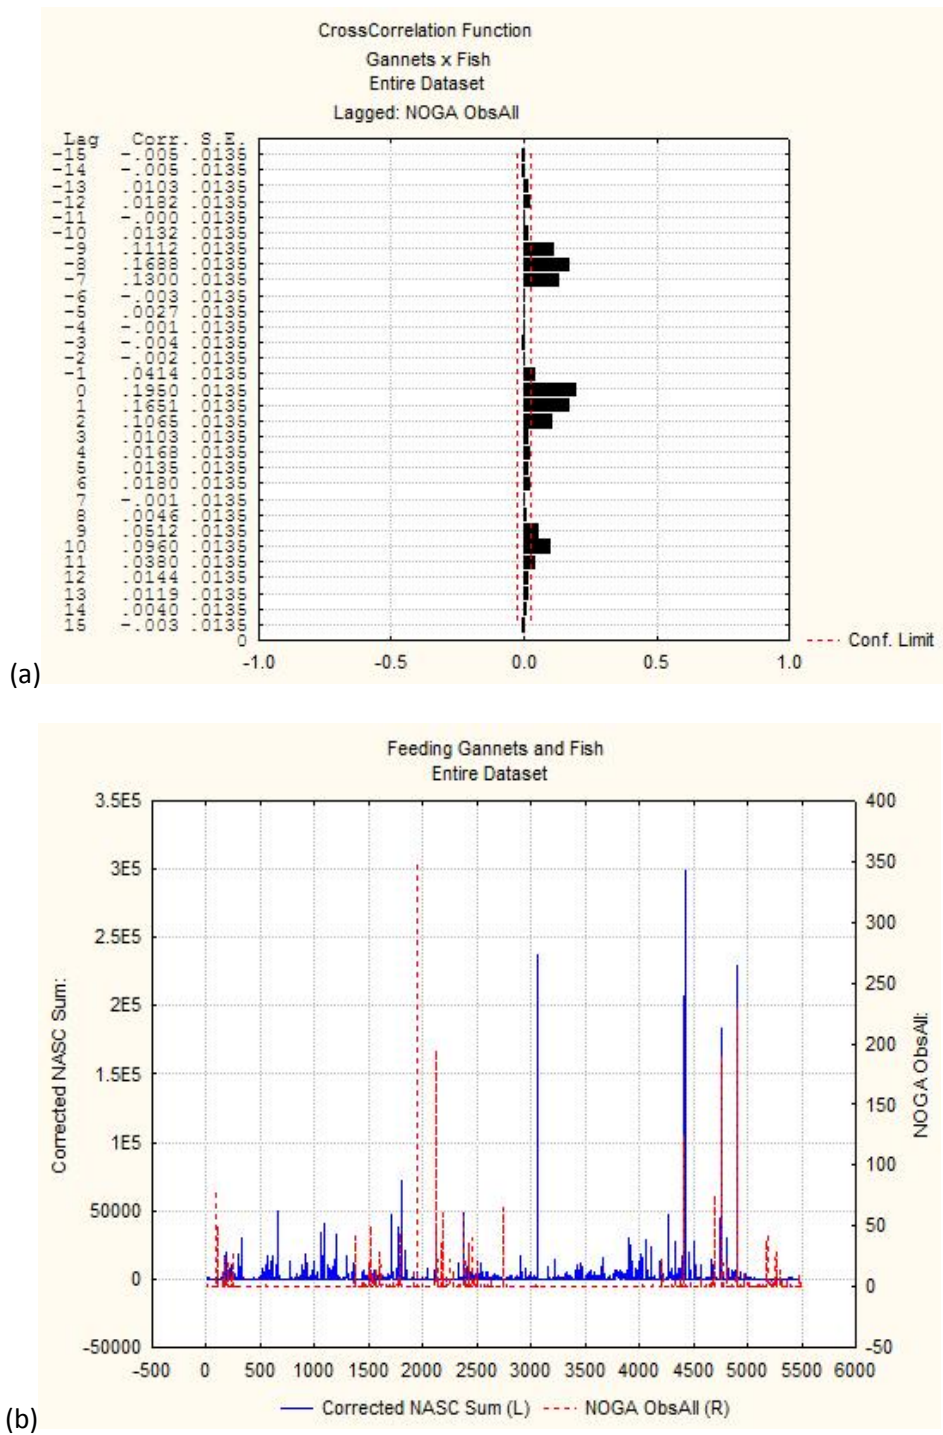 CrossCorrelation Function
Gannets x Fish
Entire Dataset
Lagged: NOGA ObsAll
Lag Corr. S.E.
-15 -.005 .0135
-14 -.005 .0135
-13 .0103 .0135
-12 .0182 .0135
-11 -.000 .0135
-10 .0132 .0135
-9 .1112 .0135
-8 .1688 .0135
-7 .1300 .0135
-6 -.003 .0135
-5 .0027 .0135
-4 -.001 .0135
-3 -.004 .0135
-2 -.002 .0135
-1 .0414 .0135
0 .1950 .0135
1 .1651 .0135
2 .1065 .0135
3 .0103 .0135
4 .0168 .0135
5 .0135 .0135
6 .0180 .0135
7 -.001 .0135
8 .0046 .0135
9 .0512 .0135
10 .0960 .0135
11 .0380 .0135
12 .0144 .0135
13 .0119 .0135
14 .0040 .0135
15 -.003 .0135
0
-1.0 -0.5 0.0 0.5 1.0
Conf. Limit
(a)
Feeding Gannets and Fish
Entire Dataset
3.5E5 400
3E5 350
2.5E5 300
250
2E5 200
1.5E5 150
1E5 100
50000 50
0 0
-50000 -50
Corrected NASC Sum:
NOGA ObsAll:
-500 0 500 1000 1500 2000 2500 3000 3500 4000 4500 5000 5500 6000
Corrected NASC Sum (L) NOGA ObsAll (R)
(b)